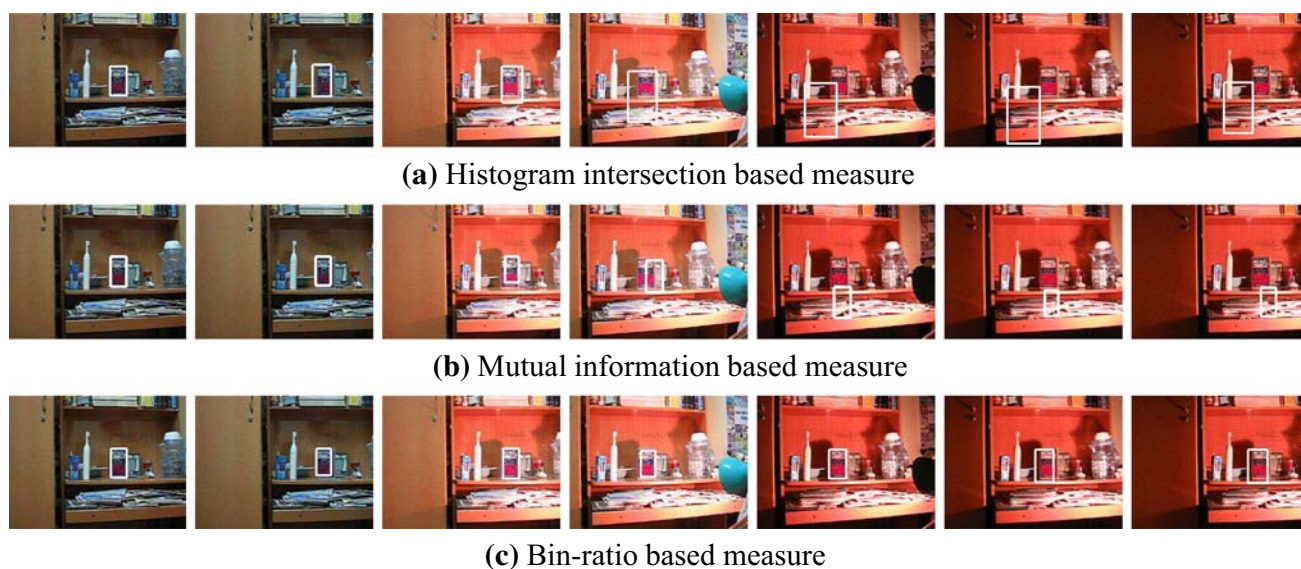 (a) Histogram intersection based measure
(b) Mutual information based measure
(c) Bin-ratio based measure